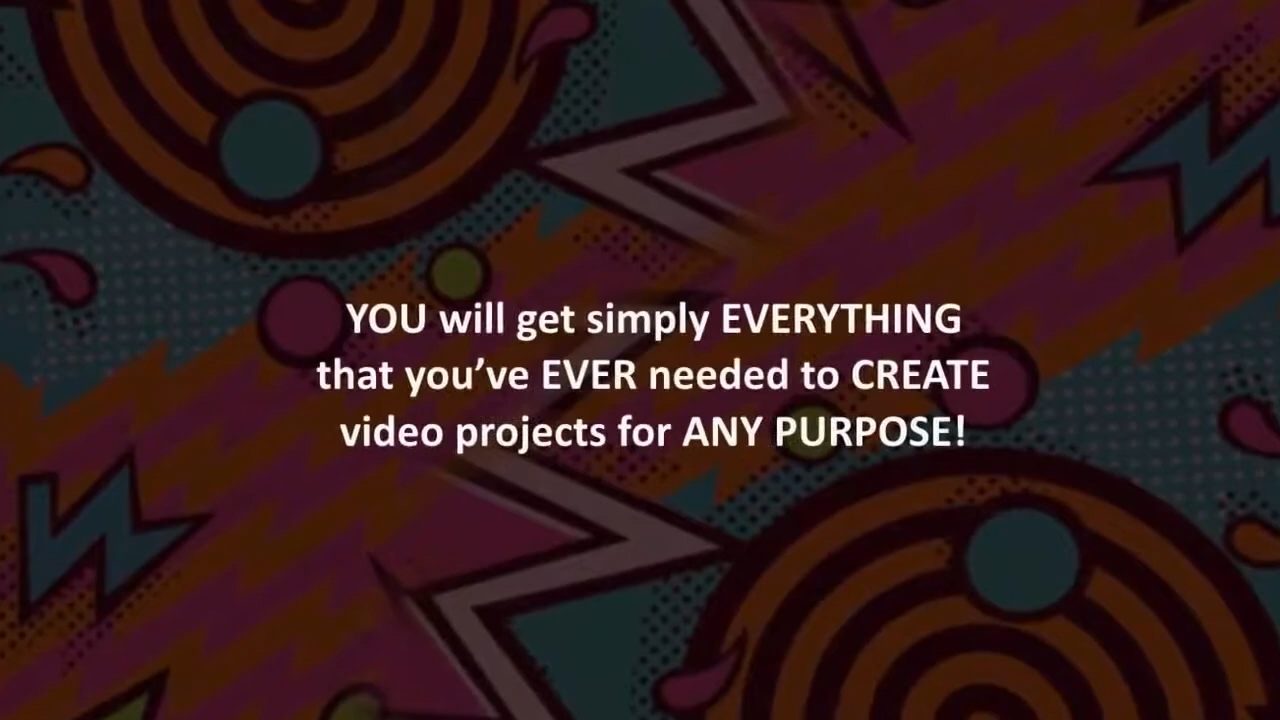 YOU will get simply EVERYTHING
that you’ve EVER needed to CREATE
video projects for ANY PURPOSE!